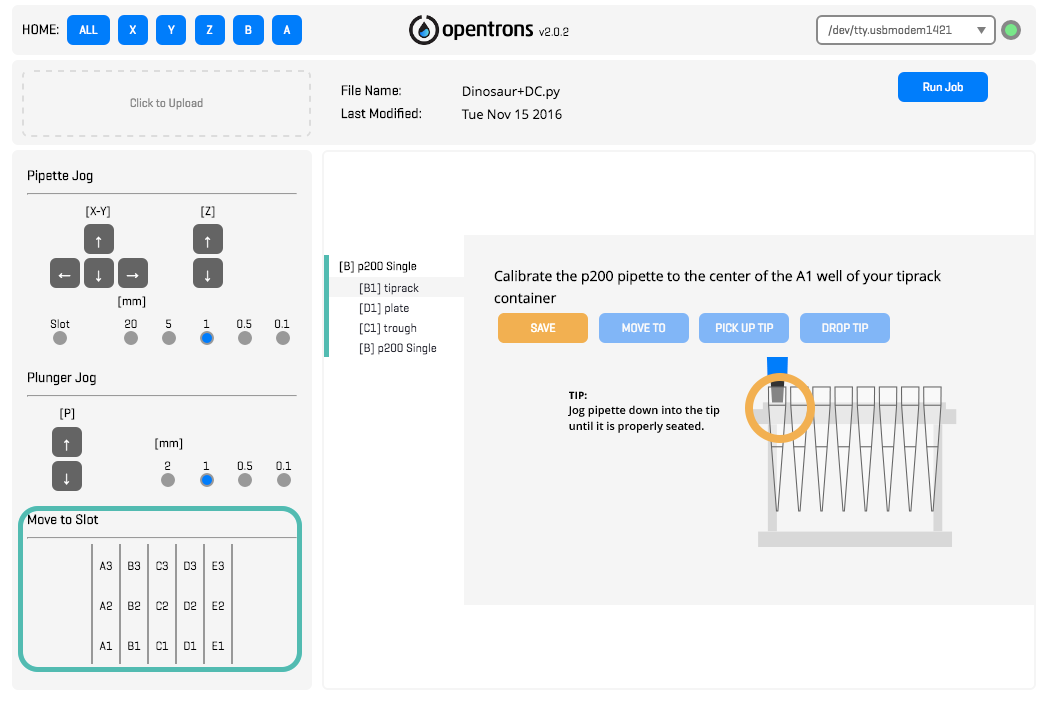 HOME: ALL X Y Z B A
opentrons v2.0.2
/dev/tty.usbmodem1421
Click to Upload
File Name: Dinosaur+DC.py
Last Modified: Tue Nov 15 2016
Run Job
Pipette Jog
[X-Y] [Z]
↑ ↑
← ↓ → ↓
[mm]
Slot 20 5 1 0.5 0.1
Plunger Jog
[P]
↑
↓
[mm]
2 1 0.5 0.1
Move to Slot
A3 B3 C3 D3 E3
A2 B2 C2 D2 E2
A1 B1 C1 D1 E1
[B] p200 Single
[B1] tiprack
[D1] plate
[C1] trough
[B] p200 Single
Calibrate the p200 pipette to the center of the A1 well of your tiprack
container
SAVE MOVE TO PICK UP TIP DROP TIP
TIP:
Jog pipette down into the tip
until it is properly seated.